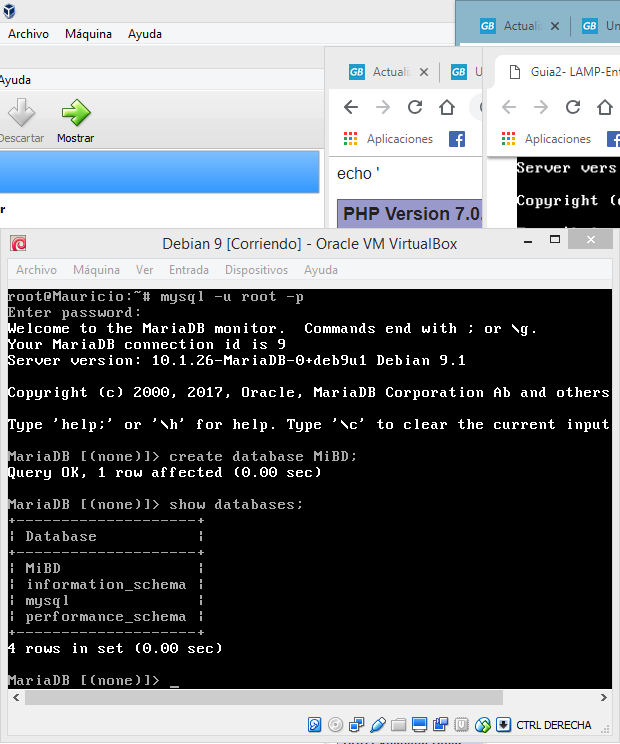 Archivo Máquina Ayuda
Ayuda
Descartar Mostrar
r
GB Actuali
GB Un
GB Actuali
GB U
Guia2- LAMP-Ent
Aplicaciones
Aplicaciones
echo '
PHP Version 7.0.
Server vers
Copyright (
Debian 9 [Corriendo] - Oracle VM VirtualBox
Archivo Máquina Ver Entrada Dispositivos Ayuda
root@Mauricio:~# mysql -u root -p
Enter password:
Welcome to the MariaDB monitor.  Commands end with ; or \g.
Your MariaDB connection id is 9
Server version: 10.1.26-MariaDB-0+deb9u1 Debian 9.1
Copyright (c) 2000, 2017, Oracle, MariaDB Corporation Ab and others
Type 'help;' or '\h' for help. Type '\c' to clear the current input
MariaDB [(none)]> create database MiBD;
Query OK, 1 row affected (0.00 sec)
MariaDB [(none)]> show databases;
+--------------------+
| Database           |
+--------------------+
| MiBD               |
| information_schema |
| mysql              |
| performance_schema |
+--------------------+
4 rows in set (0.00 sec)
MariaDB [(none)]> _
CTRL DERECHA